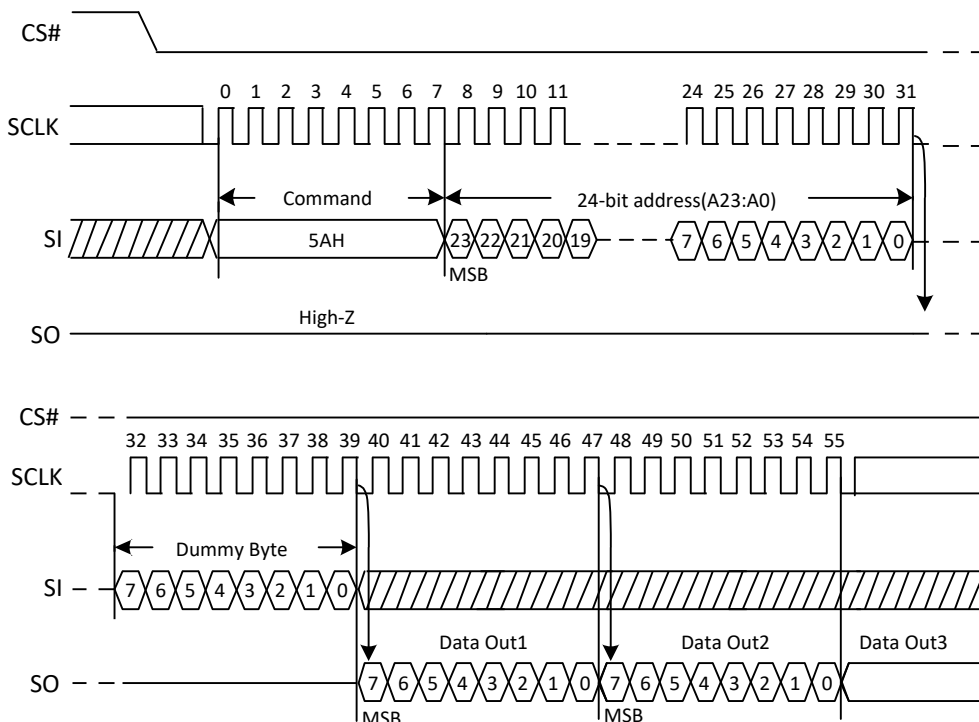 CS#
0 1 2 3 4 5 6 7 8 9 10 11 24 25 26 27 28 29 30 31
SCLK
Command 24-bit address(A23:A0)
SI 5AH 23 22 21 20 19 7 6 5 4 3 2 1 0
MSB
High-Z
SO
CS#
32 33 34 35 36 37 38 39 40 41 42 43 44 45 46 47 48 49 50 51 52 53 54 55
SCLK
Dummy Byte
SI 7 6 5 4 3 2 1 0
Data Out1 Data Out2 Data Out3
SO 7 6 5 4 3 2 1 0 7 6 5 4 3 2 1 0
MSB MSB